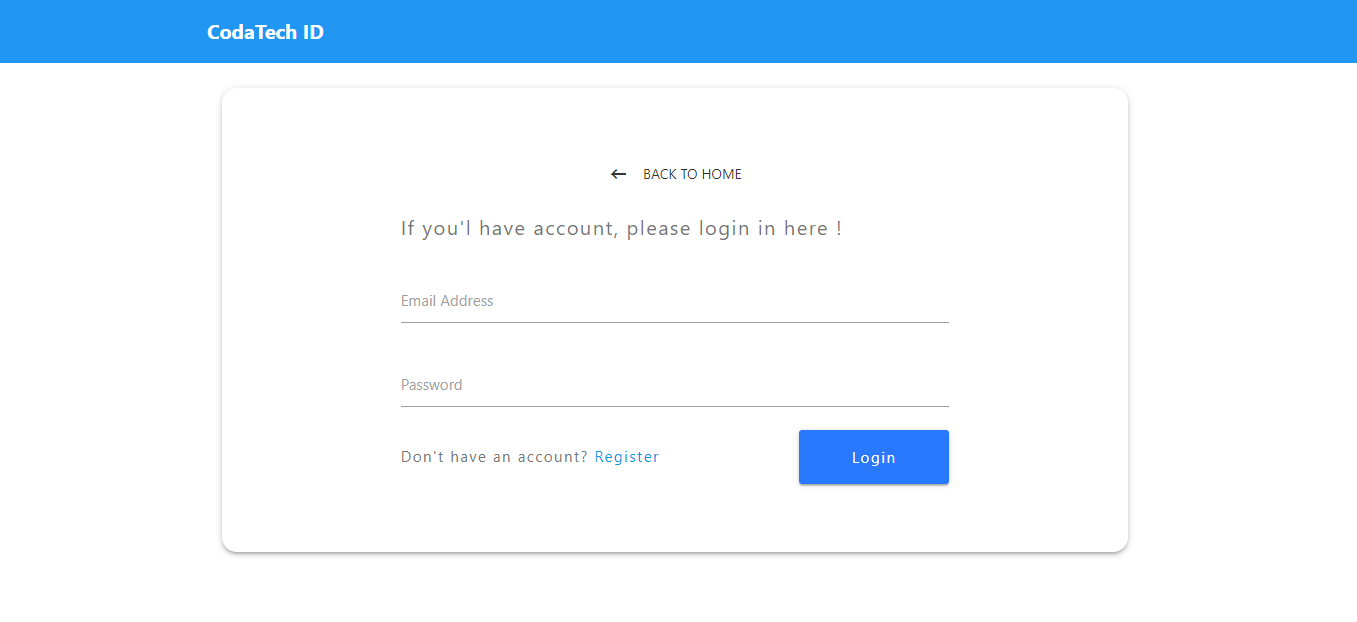 CodaTech ID
BACK TO HOME
If you'l have account, please login in here !
Email Address
Password
Don't have an account? Register
Login